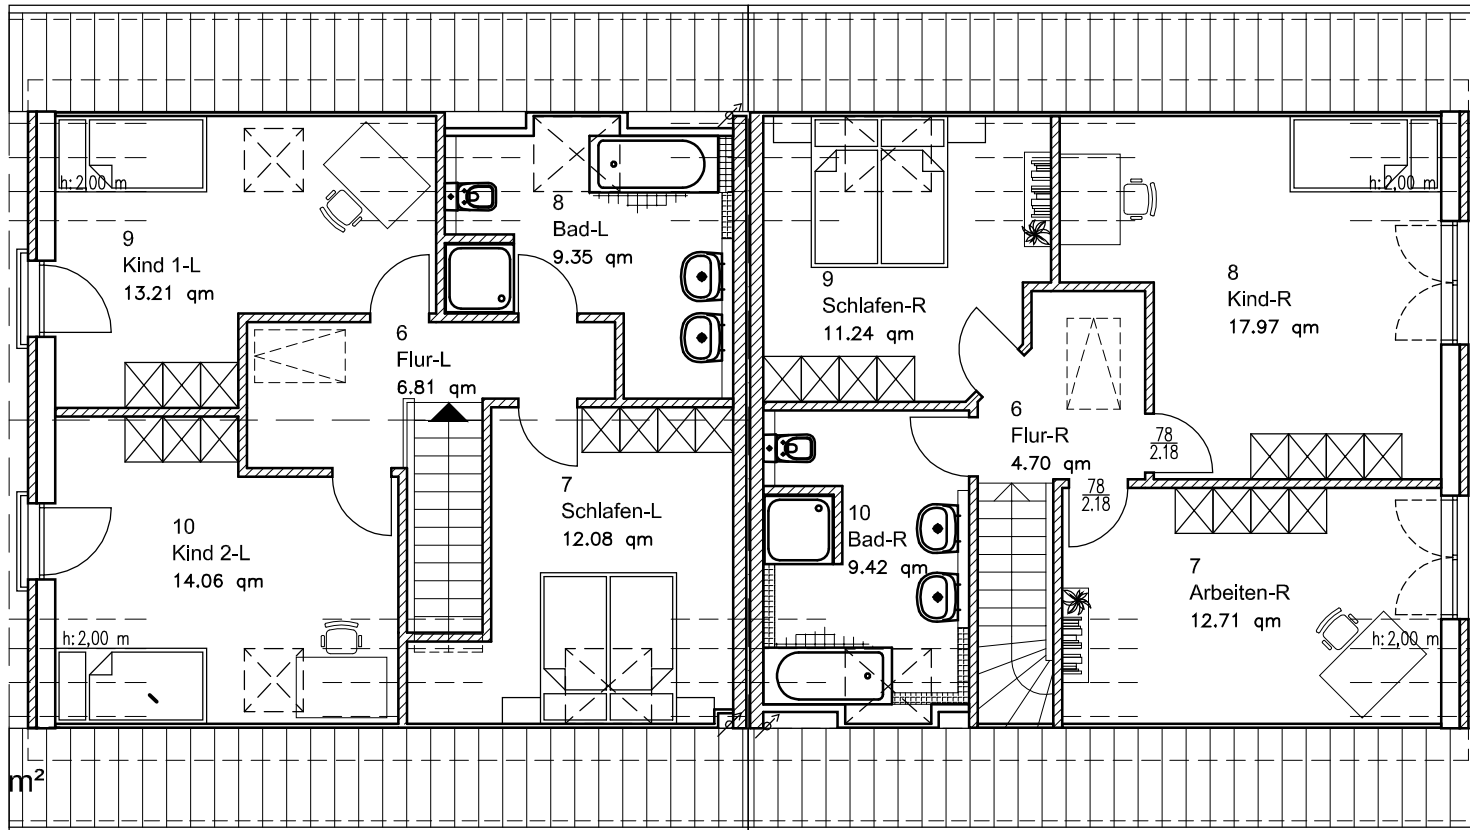 h: 2,00 m
9
Kind 1-L
13.21 qm
8
Bad-L
9.35 qm
6
Flur-L
6.81 qm
10
Kind 2-L
14.06 qm
h: 2,00 m
7
Schlafen-L
12.08 qm
9
Schlafen-R
11.24 qm
h: 2,00 m
8
Kind-R
17.97 qm
6
Flur-R
4.70 qm
78
2.18
78
2.18
10
Bad-R
9.42 qm
7
Arbeiten-R
12.71 qm
h: 2,00 m
m²